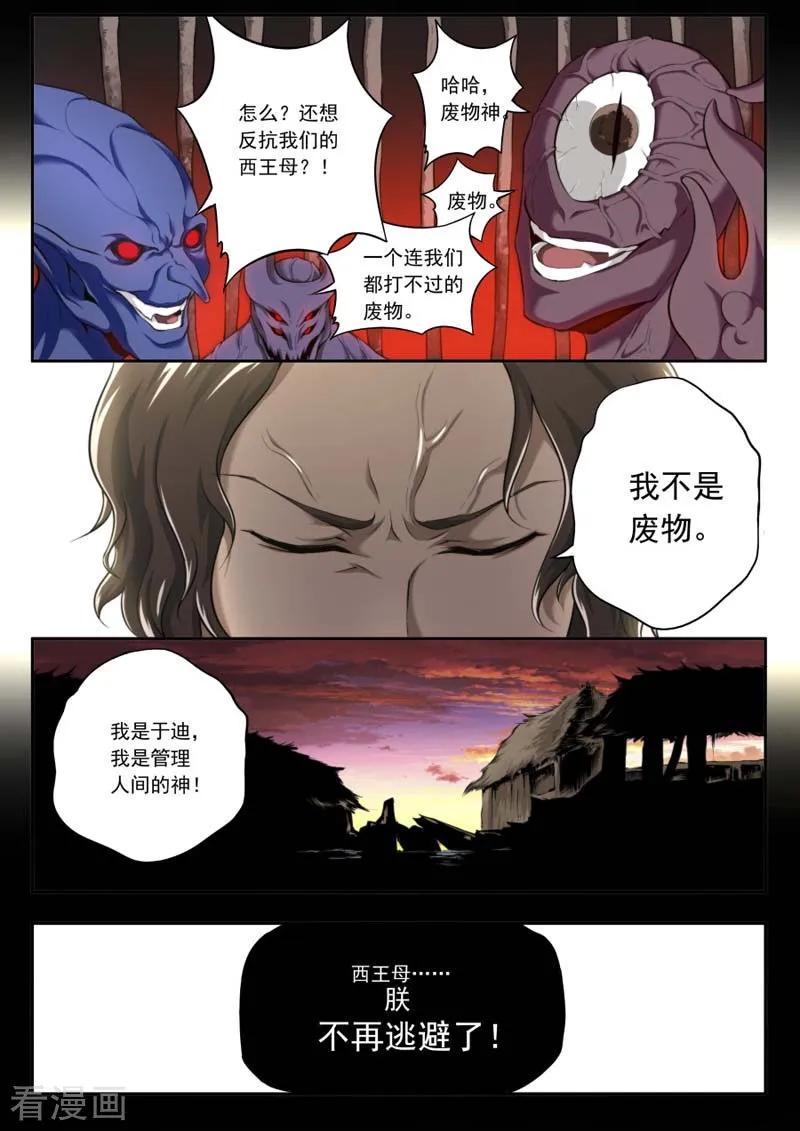 怎么？还想
反抗我们的
西王母？！
哈哈，
废物神。
废物。
一个连我们
都打不过的
废物。
我不是
废物。
我是于迪，
我是管理
人间的神！
西王母……
朕
不再逃避了！
看漫画